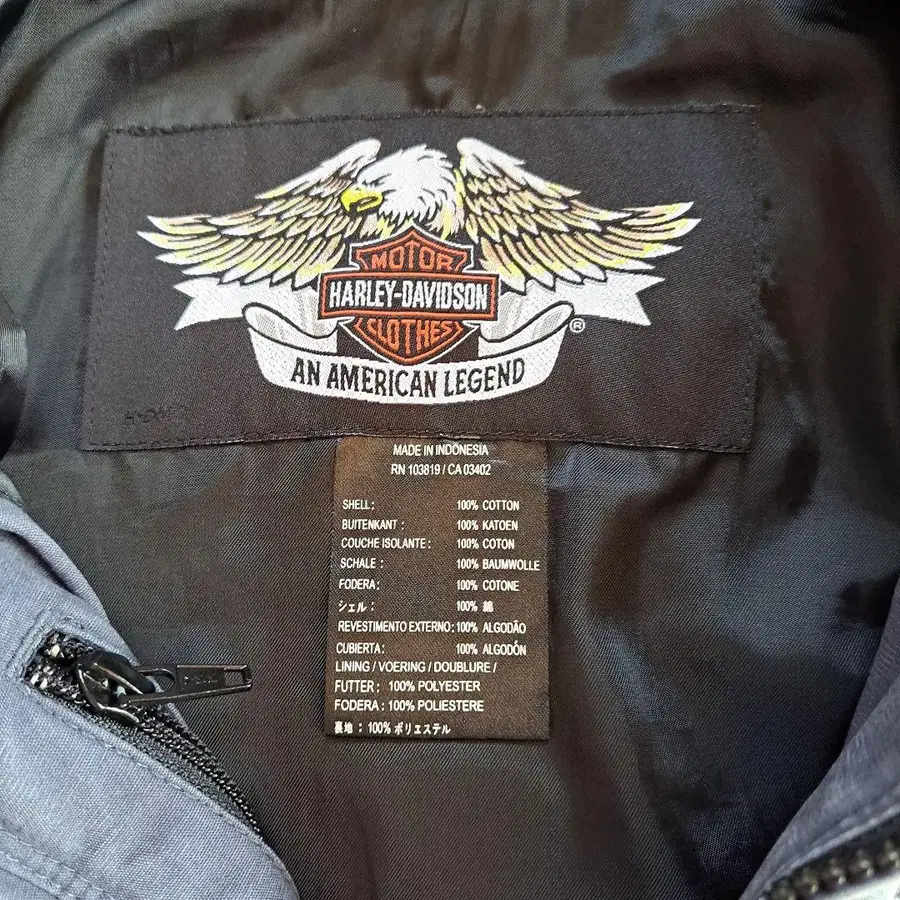 MOTOR
HARLEY-DAVIDSON
CLOTHES
®
AN AMERICAN LEGEND
MADE IN INDONESIA
RN 103819 / CA 03402
SHELL: 100% COTTON
BUITENKANT : 100% KATOEN
COUCHE ISOLANTE : 100% COTON
SCHALE : 100% BAUMWOLLE
FODERA : 100% COTONE
シェル : 100% 綿
REVESTIMENTO EXTERNO: 100% ALGODÃO
CUBIERTA: 100% ALGODÓN
LINING / VOERING / DOUBLURE /
FUTTER : 100% POLYESTER
FODERA : 100% POLIESTERE
裏地 : 100% ポリエステル